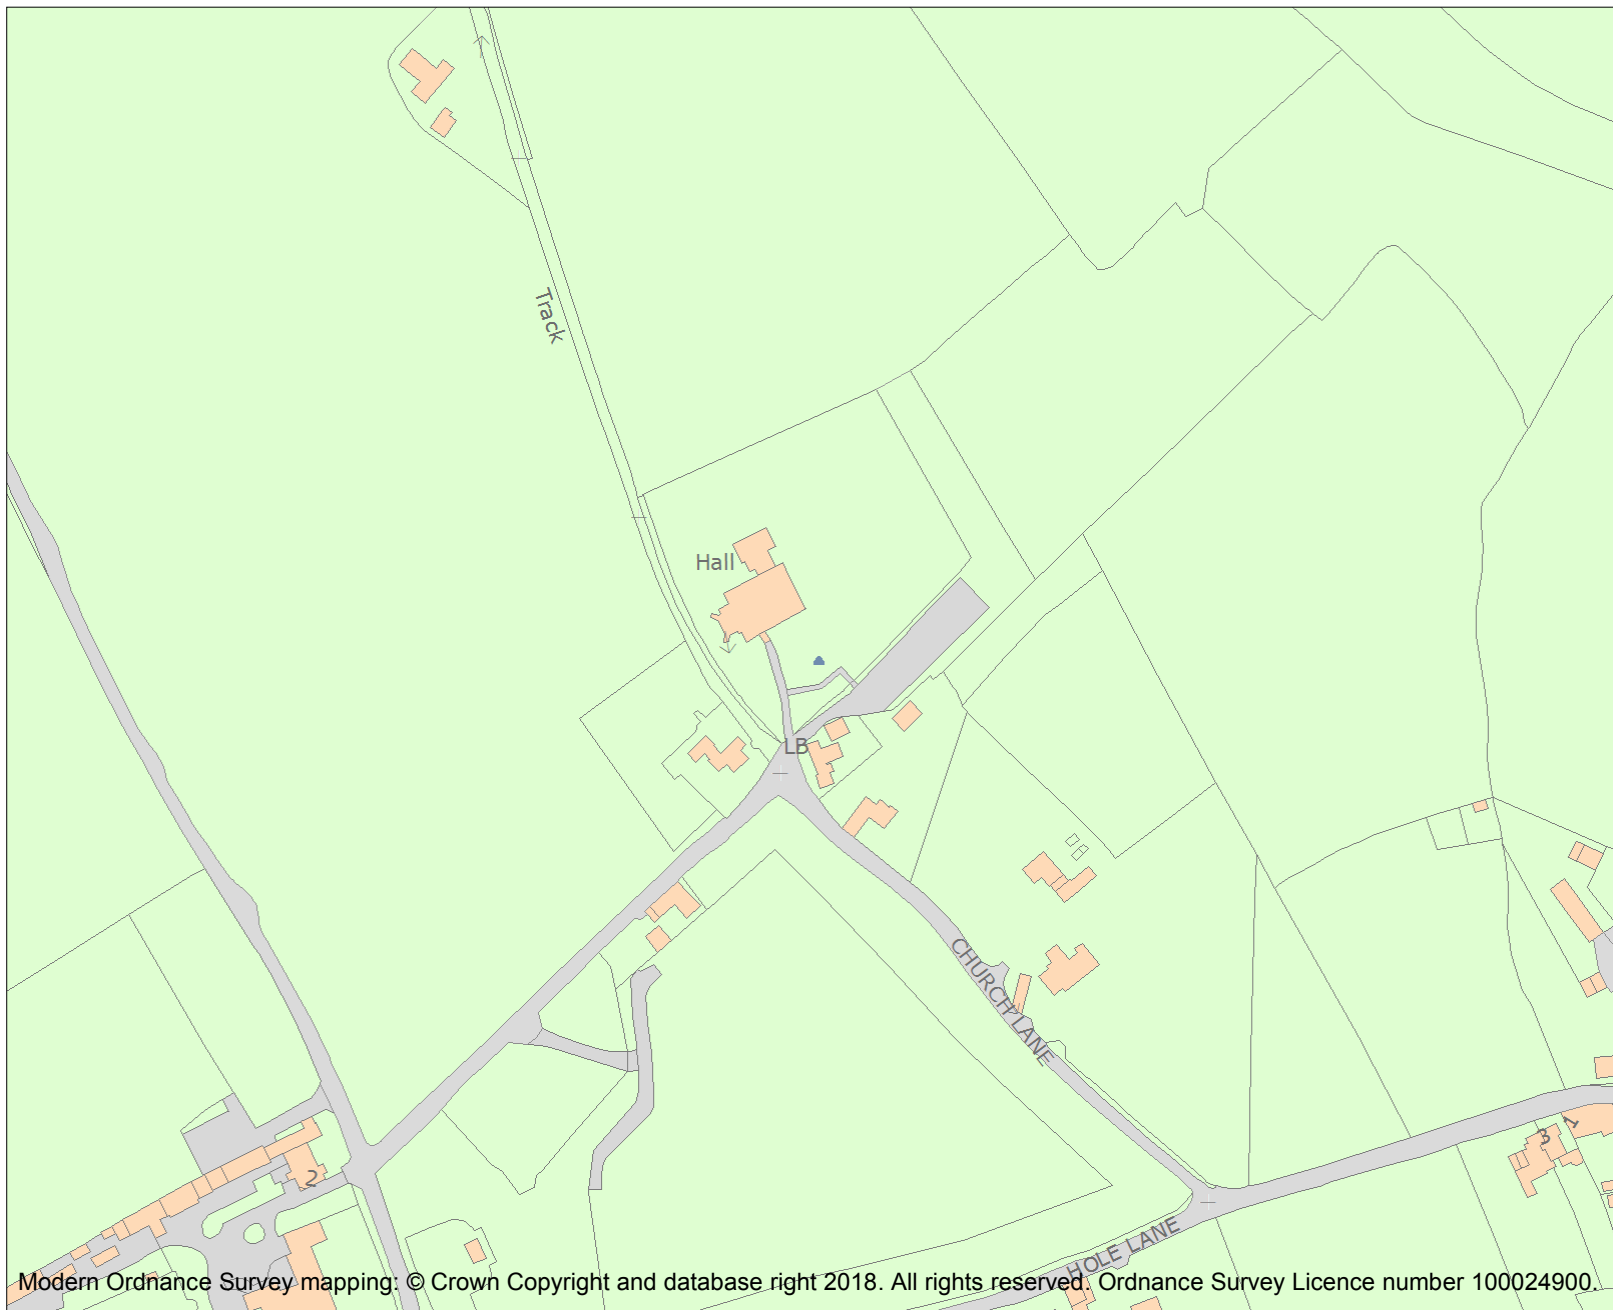 Track
Hall
LB
CHURCH LANE
2
3
1
HOLE LANE
Modern Ordnance Survey mapping: © Crown Copyright and database right 2018. All rights reserved. Ordnance Survey Licence number 100024900.